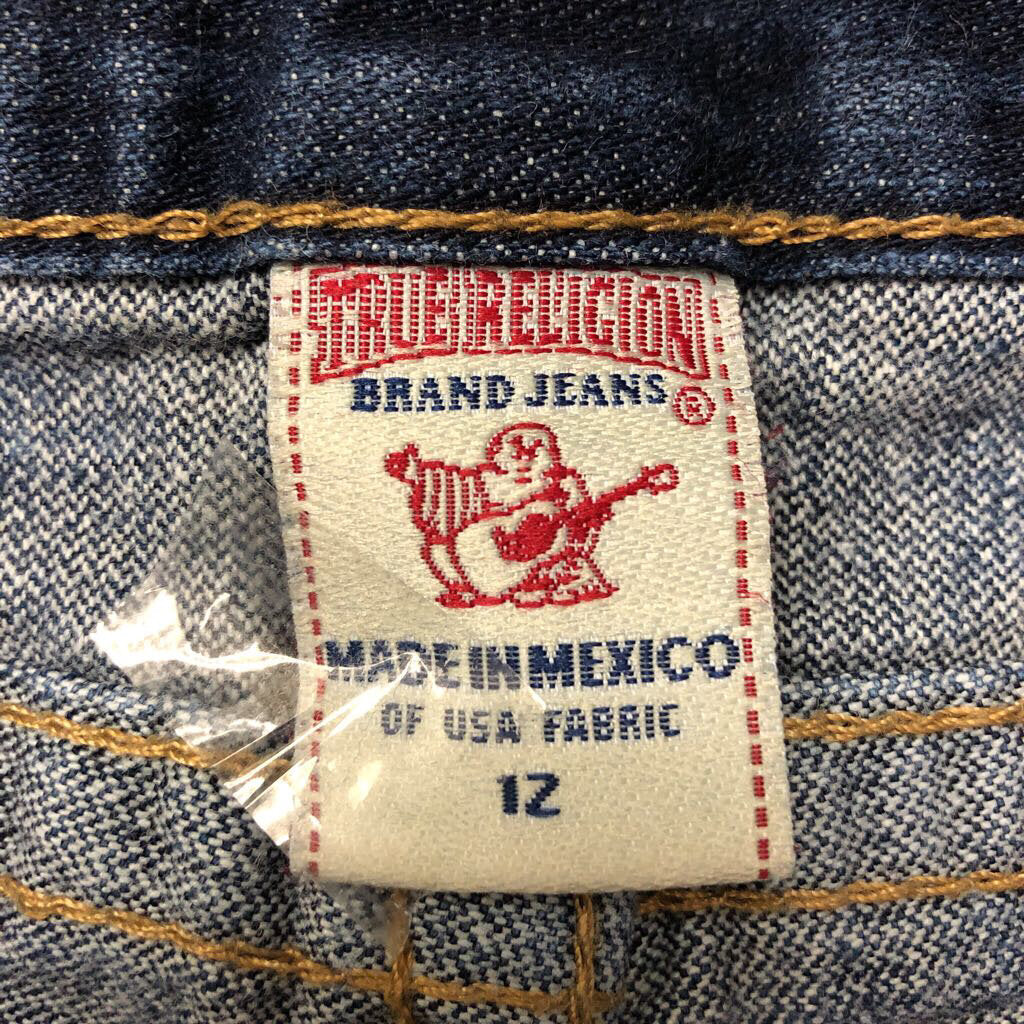 TRUE RELIGION
BRAND JEANS ®
MADE IN MEXICO
OF USA FABRIC
12